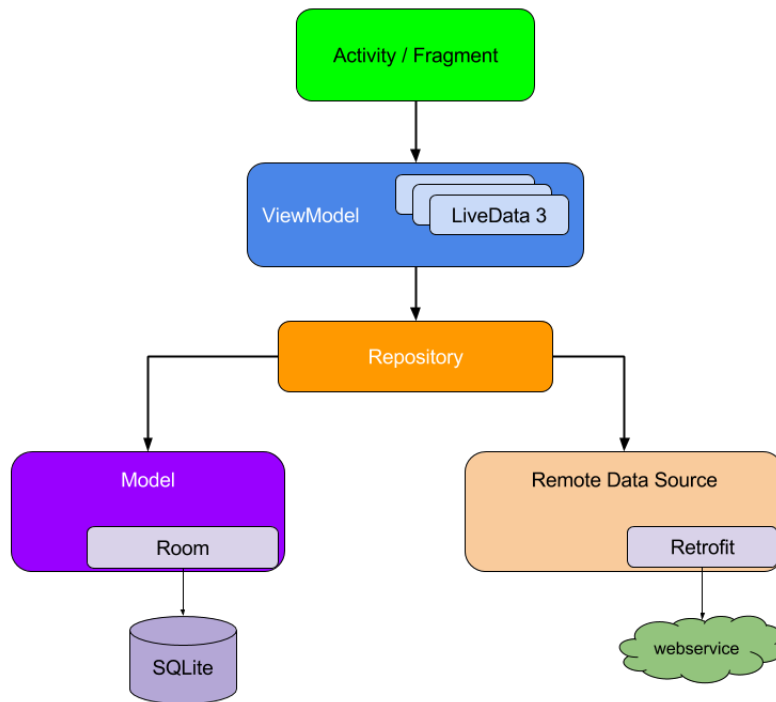 Activity / Fragment
ViewModel
LiveData 3
Repository
Model
Remote Data Source
Room
Retrofit
SQLite
webservice